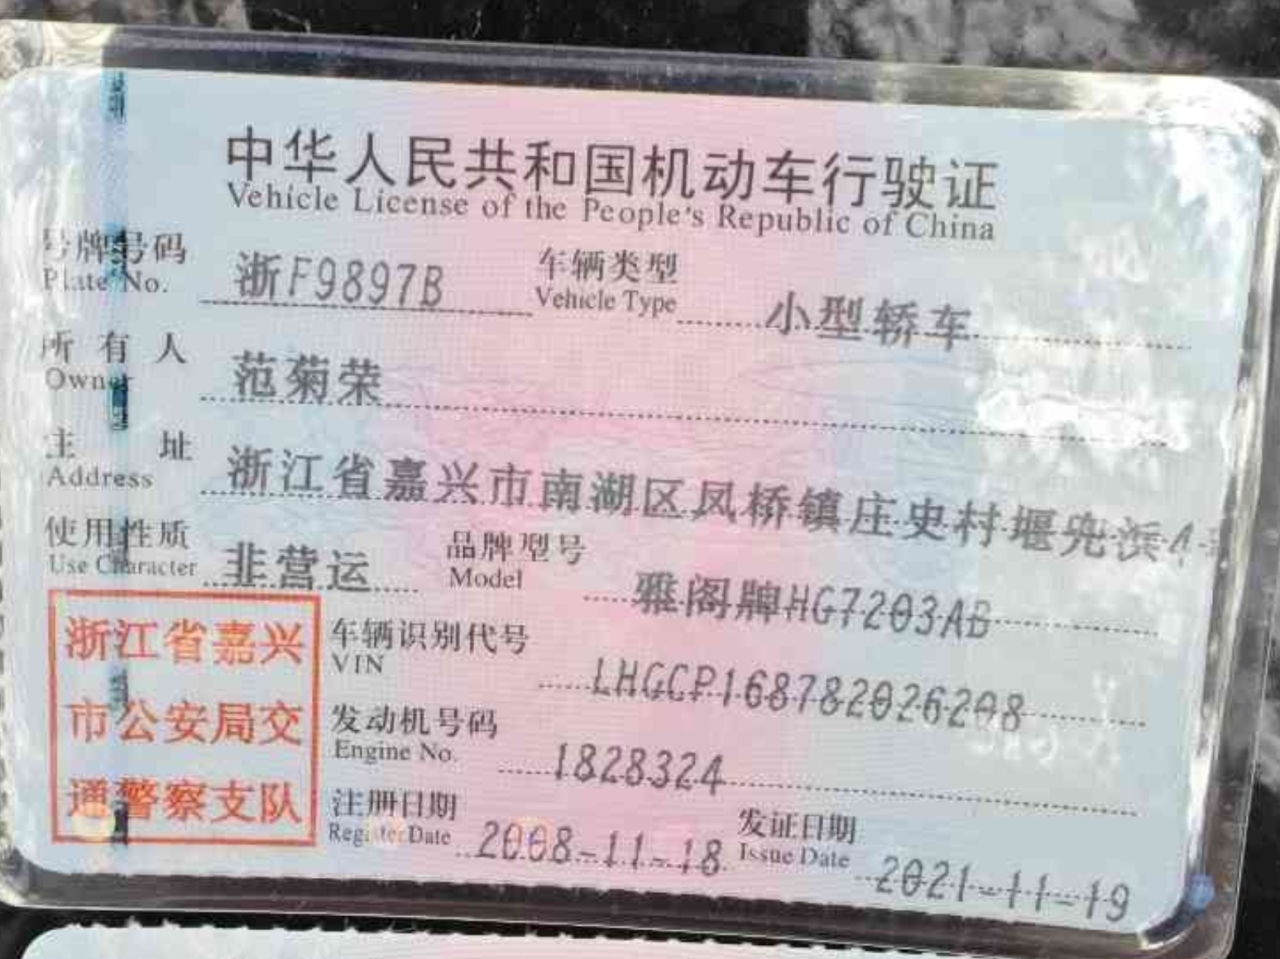 中华人民共和国机动车行驶证
Vehicle License of the People's Republic of China
号牌号码 浙F9897B 车辆类型 小型轿车
Plate No. Vehicle Type
所有人 范菊荣
Owner
主址 浙江省嘉兴市南湖区凤桥镇庄史村堰兜浜4
Address
使用性质 非营运 品牌型号 雅阁牌HG7203AB
Use Character Model
浙江省嘉兴
市公安局交
通警察支队
车辆识别代号 LHGCP168782026208
VIN
发动机号码 1828324
Engine No.
注册日期 2008-11-18 发证日期 2021-11-19
Register Date Issue Date